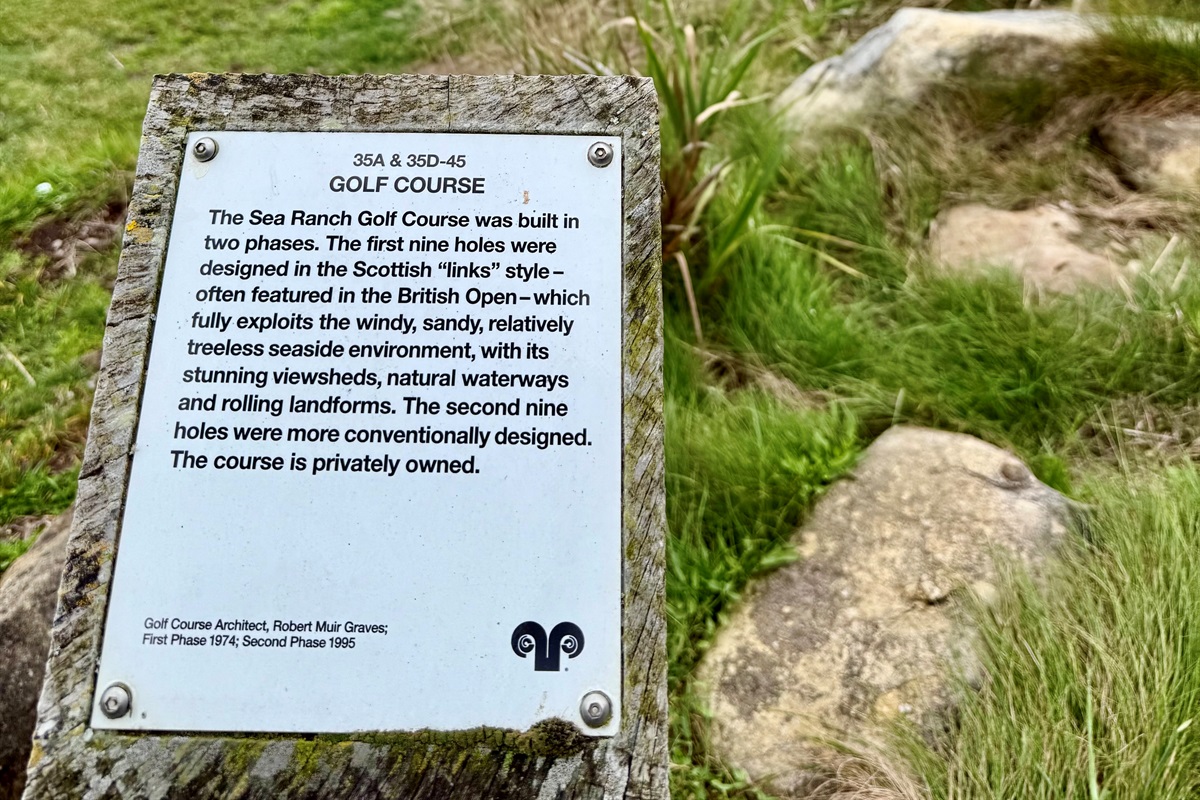 35A & 35D-45
GOLF COURSE
The Sea Ranch Golf Course was built in
two phases. The first nine holes were
designed in the Scottish “links” style –
often featured in the British Open – which
fully exploits the windy, sandy, relatively
treeless seaside environment, with its
stunning viewsheds, natural waterways
and rolling landforms. The second nine
holes were more conventionally designed.
The course is privately owned.
Golf Course Architect, Robert Muir Graves;
First Phase 1974; Second Phase 1995